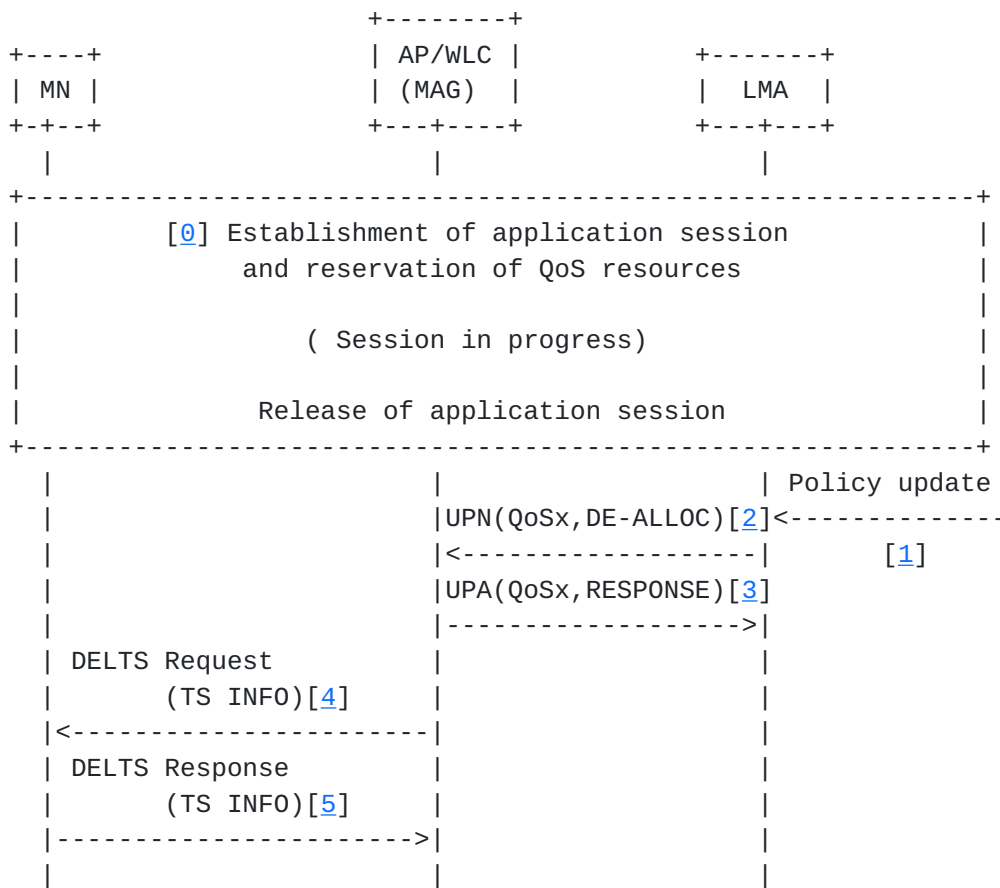 AP/WLC
MN (MAG) LMA
[0] Establishment of application session
and reservation of QoS resources
( Session in progress)
Release of application session
Policy update
UPN(QoSx,DE-ALLOC)[2]
[1]
UPA(QoSx,RESPONSE)[3]
DELTS Request
(TS INFO)[4]
DELTS Response
(TS INFO)[5]